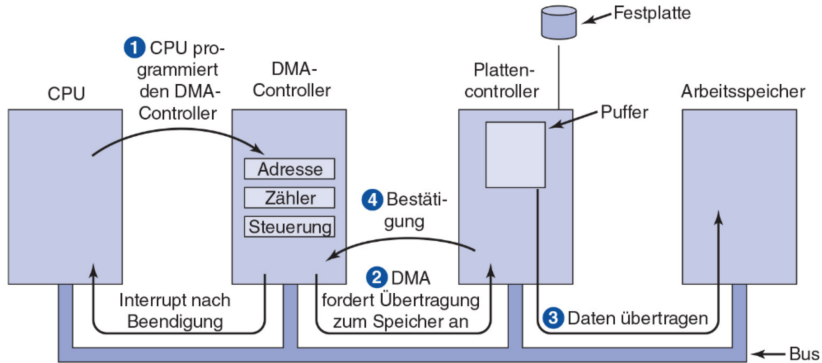 Festplatte
1 CPU pro-
grammiert
den DMA-
Controller
CPU
DMA-
Controller
Platten-
controller
Arbeitsspeicher
Puffer
Adresse
Zähler
Steuerung
4 Bestäti-
gung
Interrupt nach
Beendigung
2 DMA
fordert Übertragung
zum Speicher an
3 Daten übertragen
Bus